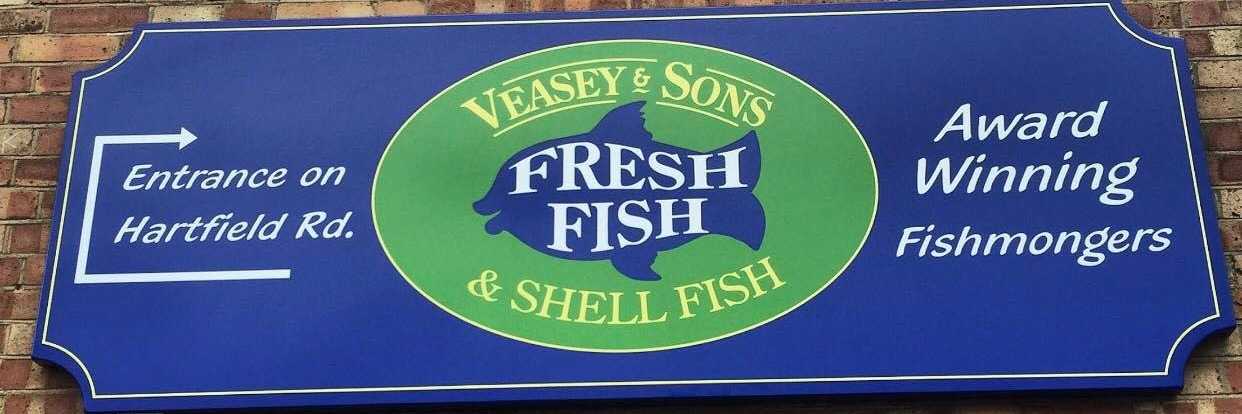 Entrance on
Hartfield Rd.
VEASEY & SONS
FRESH
FISH
& SHELL FISH
Award
Winning
Fishmongers